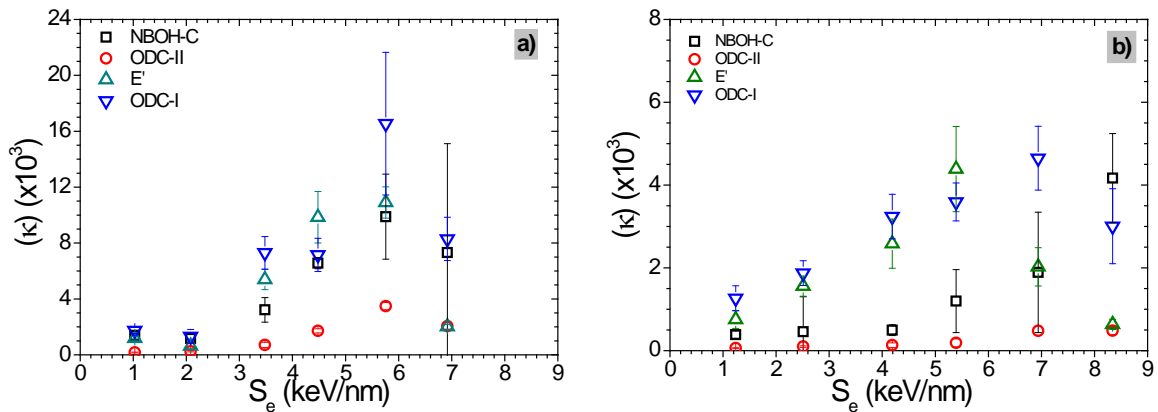 a)
NBOH-C
ODC-II
E'
ODC-I
24
20
16
12
8
4
0
(κ) (x10³)
0 1 2 3 4 5 6 7 8 9
S_e (keV/nm)
b)
NBOH-C
ODC-II
E'
ODC-I
8
6
4
2
0
(κ) (x10³)
0 1 2 3 4 5 6 7 8 9
S_e (keV/nm)